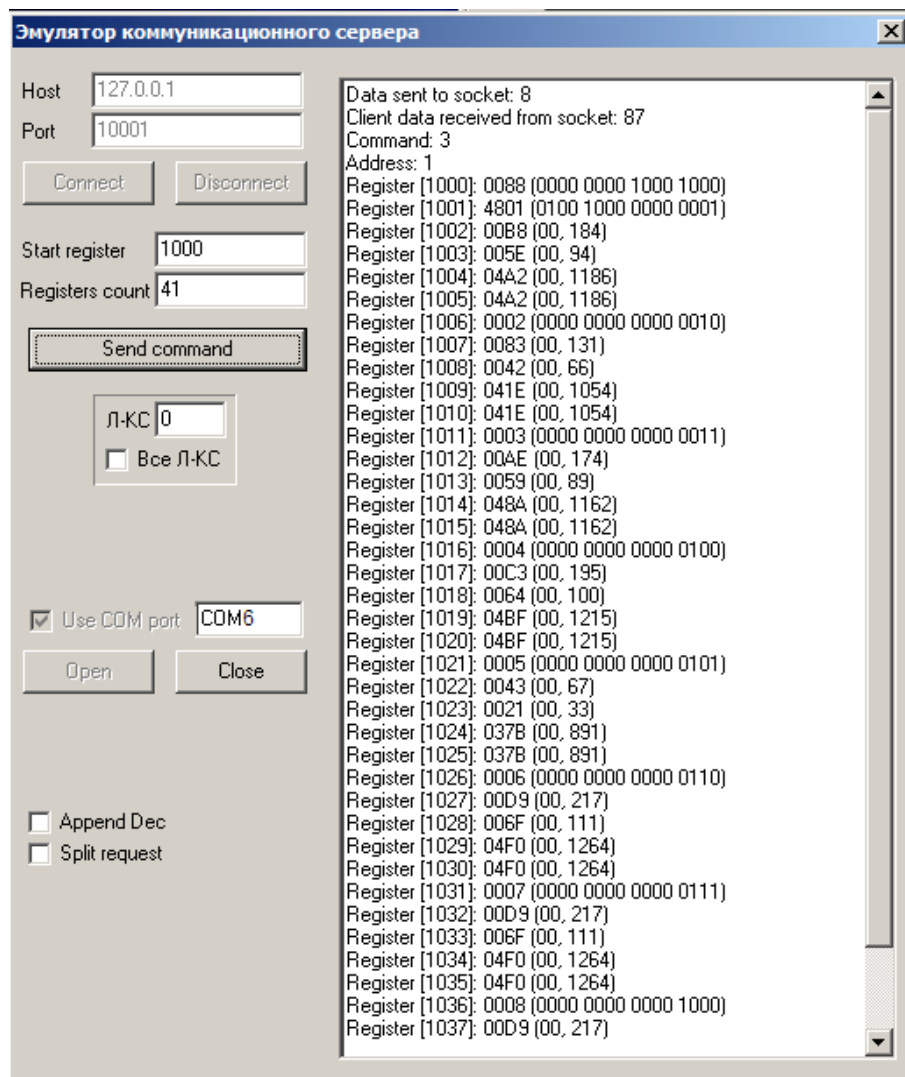 Эмулятор коммуникационного сервера
Host 127.0.0.1
Port 10001
Connect Disconnect
Start register 1000
Registers count 41
Send command
Л-КС 0
Все Л-КС
Use COM port COM6
Open Close
Append Dec
Split request
Data sent to socket: 8
Client data received from socket: 87
Command: 3
Address: 1
Register [1000]: 0088 (0000 0000 1000 1000)
Register [1001]: 4801 (0100 1000 0000 0001)
Register [1002]: 00B8 (00, 184)
Register [1003]: 005E (00, 94)
Register [1004]: 04A2 (00, 1186)
Register [1005]: 04A2 (00, 1186)
Register [1006]: 0002 (0000 0000 0000 0010)
Register [1007]: 0083 (00, 131)
Register [1008]: 0042 (00, 66)
Register [1009]: 041E (00, 1054)
Register [1010]: 041E (00, 1054)
Register [1011]: 0003 (0000 0000 0000 0011)
Register [1012]: 00AE (00, 174)
Register [1013]: 0059 (00, 89)
Register [1014]: 048A (00, 1162)
Register [1015]: 048A (00, 1162)
Register [1016]: 0004 (0000 0000 0000 0100)
Register [1017]: 00C3 (00, 195)
Register [1018]: 0064 (00, 100)
Register [1019]: 04BF (00, 1215)
Register [1020]: 04BF (00, 1215)
Register [1021]: 0005 (0000 0000 0000 0101)
Register [1022]: 0043 (00, 67)
Register [1023]: 0021 (00, 33)
Register [1024]: 037B (00, 891)
Register [1025]: 037B (00, 891)
Register [1026]: 0006 (0000 0000 0000 0110)
Register [1027]: 00D9 (00, 217)
Register [1028]: 006F (00, 111)
Register [1029]: 04F0 (00, 1264)
Register [1030]: 04F0 (00, 1264)
Register [1031]: 0007 (0000 0000 0000 0111)
Register [1032]: 00D9 (00, 217)
Register [1033]: 006F (00, 111)
Register [1034]: 04F0 (00, 1264)
Register [1035]: 04F0 (00, 1264)
Register [1036]: 0008 (0000 0000 0000 1000)
Register [1037]: 00D9 (00, 217)